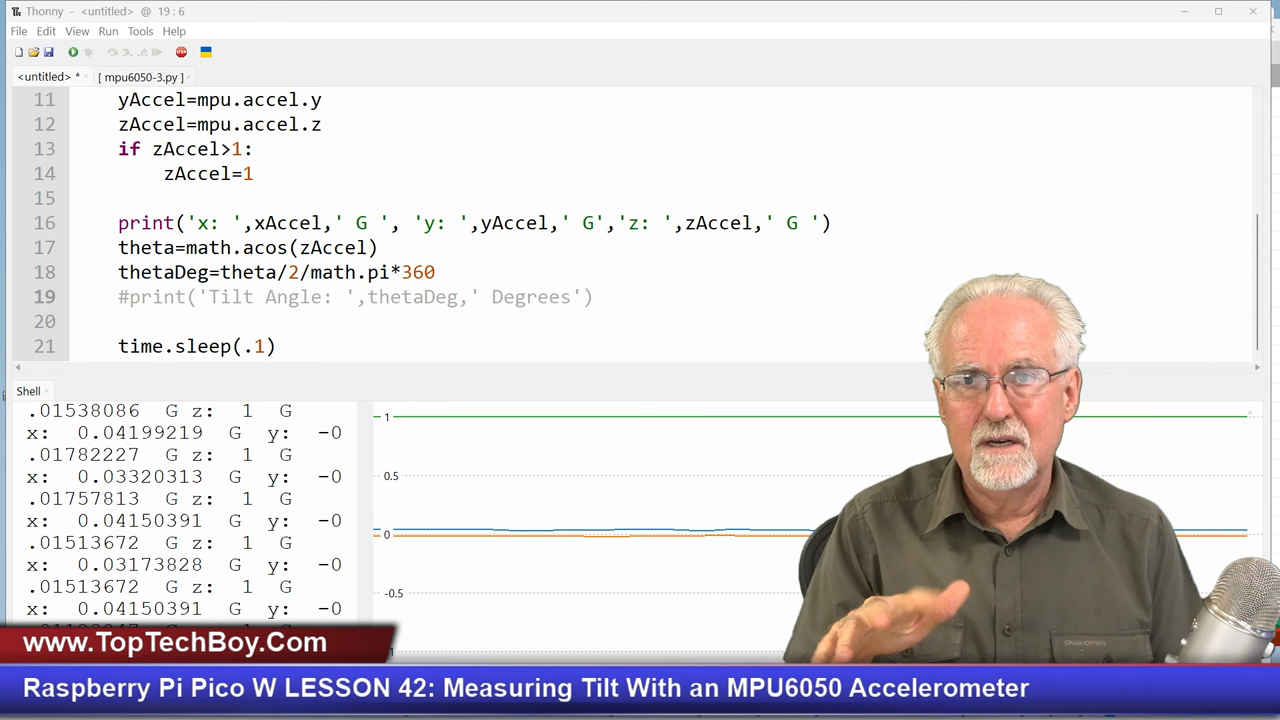 Thonny - <untitled> @ 19 : 6
File Edit View Run Tools Help
<untitled> * [ mpu6050-3.py ]
11 yAccel=mpu.accel.y
12 zAccel=mpu.accel.z
13 if zAccel>1:
14 zAccel=1
15
16 print('x: ',xAccel,' G ', 'y: ',yAccel,' G','z: ',zAccel,' G ')
17 theta=math.acos(zAccel)
18 thetaDeg=theta/2/math.pi*360
19 #print('Tilt Angle: ',thetaDeg,' Degrees')
20
21 time.sleep(.1)
Shell
.01538086 G z: 1 G
x: 0.04199219 G y: -0
.01782227 G z: 1 G
x: 0.03320313 G y: -0
.01757813 G z: 1 G
x: 0.04150391 G y: -0
.01513672 G z: 1 G
x: 0.03173828 G y: -0
.01513672 G z: 1 G
x: 0.04150391 G y: -0
1
0.5
0
-0.5
www.TopTechBoy.Com
Raspberry Pi Pico W LESSON 42: Measuring Tilt With an MPU6050 Accelerometer